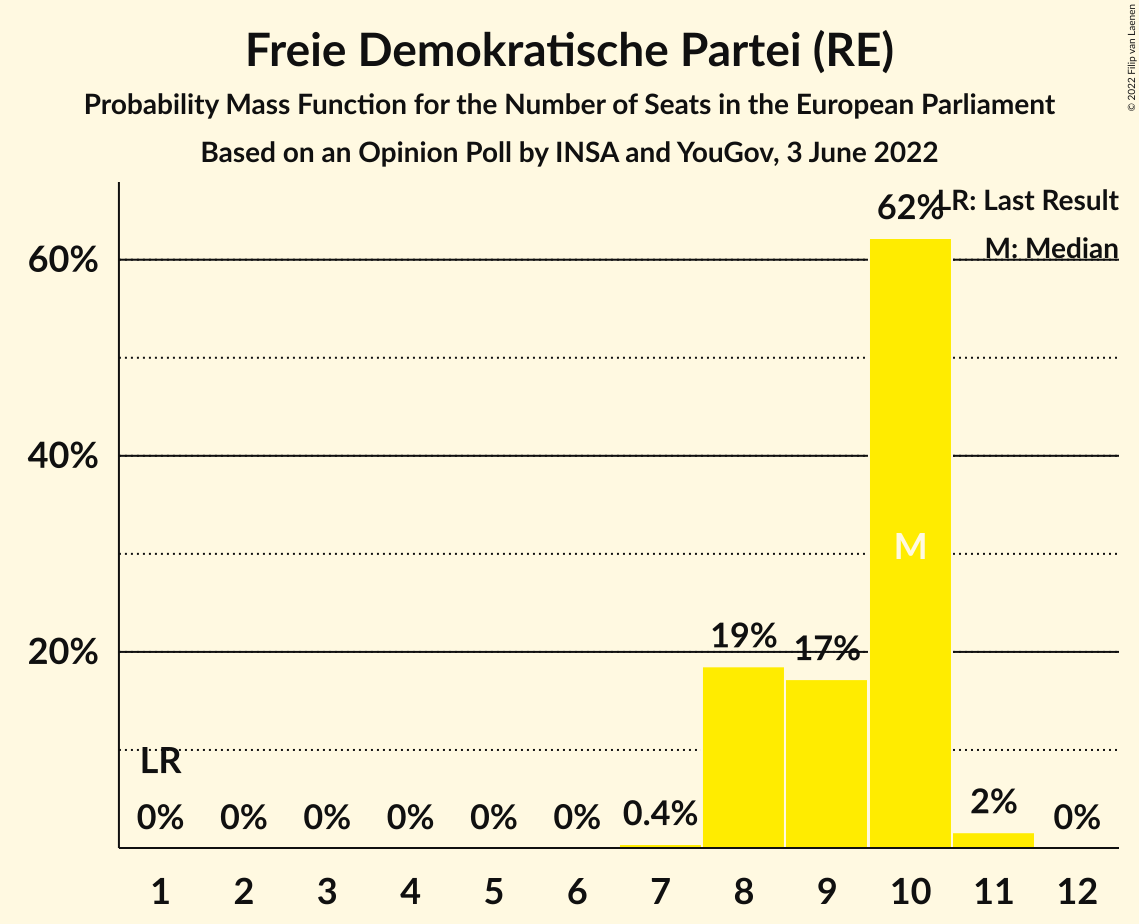 Freie Demokratische Partei (RE)
Probability Mass Function for the Number of Seats in the European Parliament
Based on an Opinion Poll by INSA and YouGov, 3 June 2022
© 2022 Filip van Laenen
LR: Last Result
M: Median
60%
40%
20%
LR
0%
0%
0%
0%
0%
0%
0.4%
19%
17%
62%
M
2%
0%
1 2 3 4 5 6 7 8 9 10 11 12